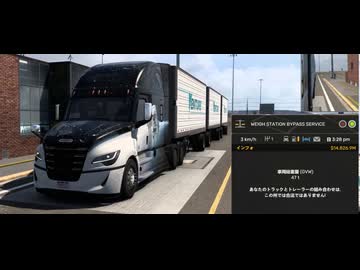 WEIGH STATION BYPASS SERVICE
3 km/h
3:28 pm
インフォ
$14,826.9M
車両総重量 (GVW)
47 t
あなたのトラックとトレーラーの組み合わせは、
この州では合法ではありません!